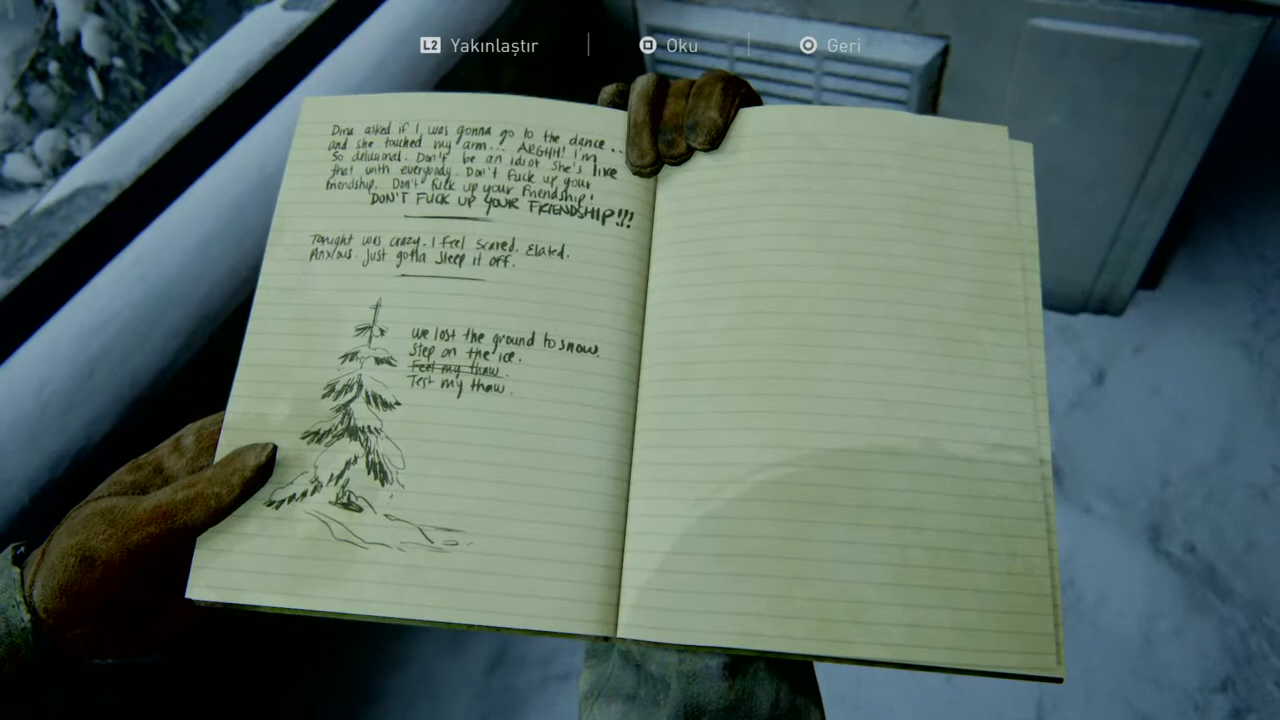 L2 Yakınlaştır
Oku
Geri
Dina asked if I was gonna go to the dance..
and she touched my arm... ARGHH! I'm
so delusional. Don't be an idiot. She's like
that with everybody. Don't fuck up your
friendship. Don't fuck up your friendship!
DON'T FUCK UP YOUR FRIENDSHIP!!!
Tonight was crazy. I feel scared. Elated.
Anxious. Just gotta sleep it off.
We lost the ground to snow.
Step on the ice.
Feel my thaw.
Test my thaw.